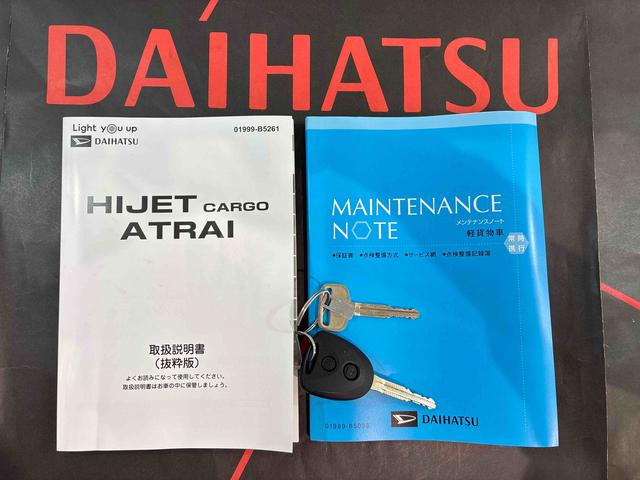 DAIHATSU
Light you up
DAIHATSU
01999-B5261
HIJET CARGO
ATRAI
取扱説明書
(抜粋版)
よくお読みになって使用してください。
取扱説明書はお車の中に保管しましょう。
MAINTENANCE
NOTE
メンテナンスノート
軽貨物車
常時
携行
●保証書 ●点検整備方式 ●サービス網 ●点検整備記録簿
DAIHATSU